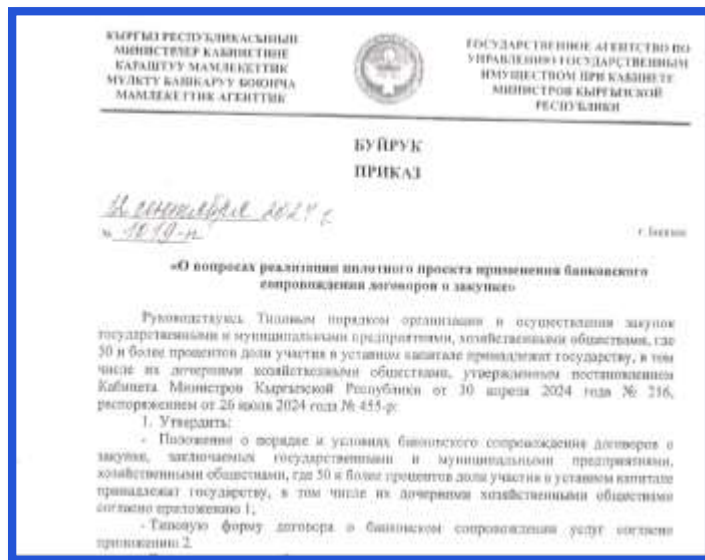 КЫРГЫЗ РЕСПУБЛИКАСЫНЫН
МИНИСТРЛЕР КАБИНЕТИНЕ
КАРАШТУУ МАМЛЕКЕТТИК
МҮЛКТҮ БАШКАРУУ БОЮНЧА
МАМЛЕКЕТТИК АГЕНТТИК
ГОСУДАРСТВЕННОЕ АГЕНТСТВО ПО
УПРАВЛЕНИЮ ГОСУДАРСТВЕННЫМ
ИМУЩЕСТВОМ ПРИ КАБИНЕТЕ
МИНИСТРОВ КЫРГЫЗСКОЙ
РЕСПУБЛИКИ
БУЙРУК
ПРИКАЗ
сентября 2024 г
№ 1019-п
г. Бишкек
«О вопросах реализации пилотного проекта применения банковского
сопровождения договоров о закупке»
Руководствуясь Типовым порядком организации и осуществления закупок
государственными и муниципальными предприятиями, хозяйственными обществами, где
50 и более процентов доли участия в уставном капитале принадлежат государству, в том
числе их дочерними хозяйственными обществами, утвержденным постановлением
Кабинета Министров Кыргызской Республики от 30 апреля 2024 года № 216,
распоряжением от 26 июля 2024 года № 455-р:
1. Утвердить:
- Положение о порядке и условиях банковского сопровождения договоров о
закупке, заключаемых государственными и муниципальными предприятиями,
хозяйственными обществами, где 50 и более процентов доли участия в уставном капитале
принадлежат государству, в том числе их дочерними хозяйственными обществами
согласно приложению 1,
- Типовую форму договора о банковском сопровождении услуг согласно
приложению 2.